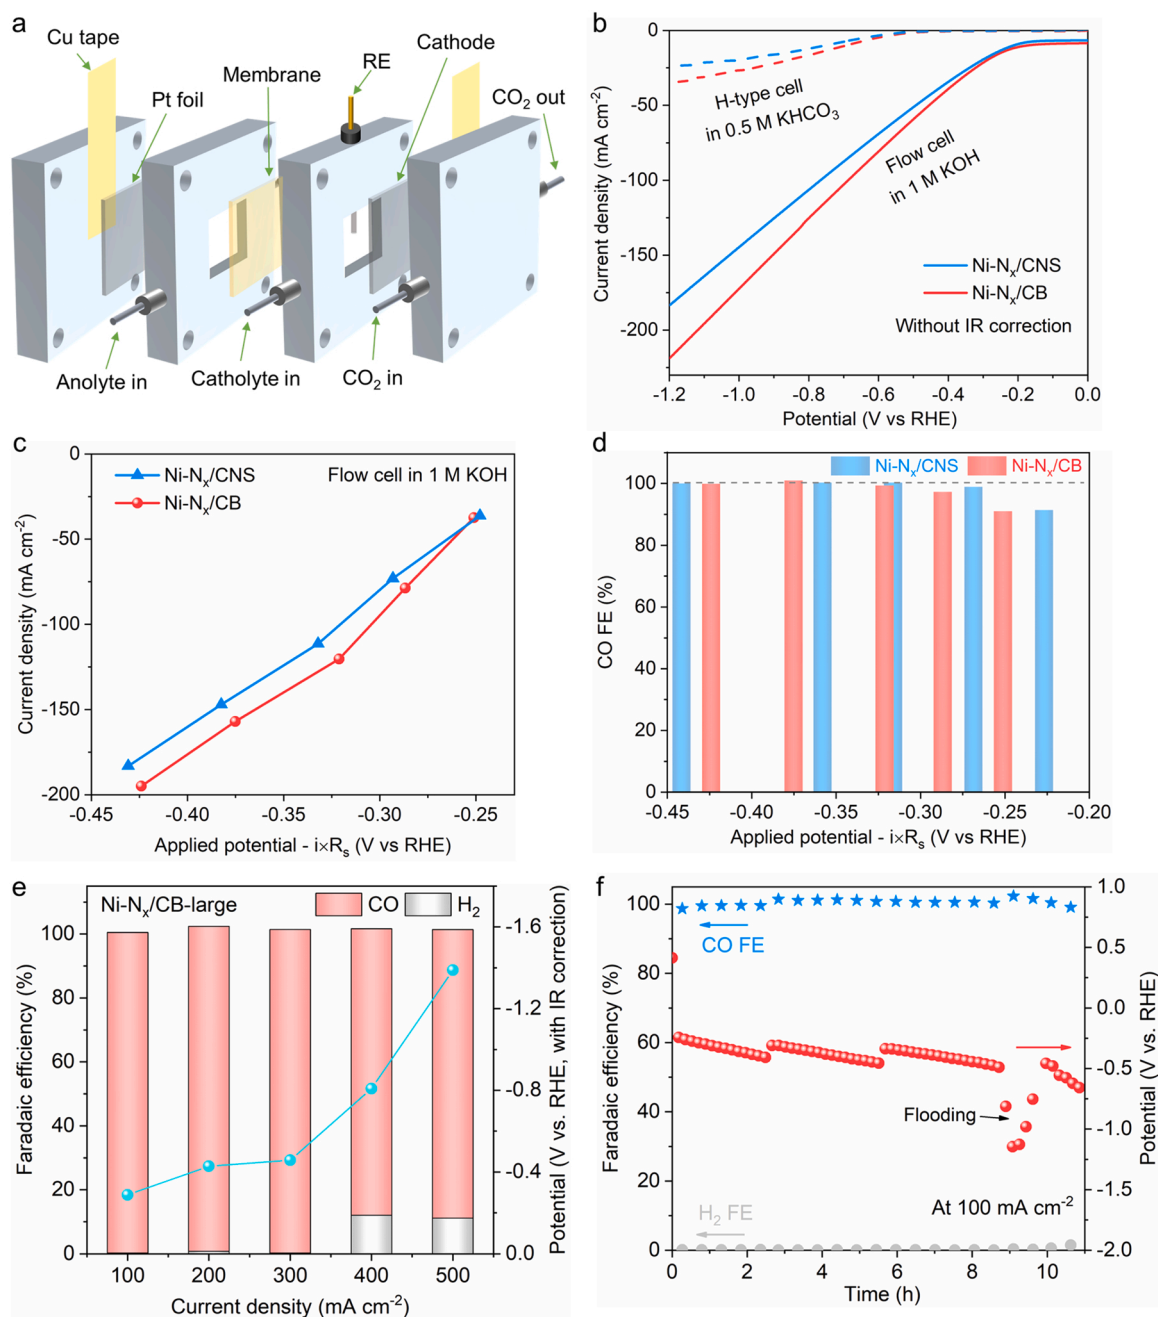 a
Cu tape
Pt foil
Membrane
RE
Cathode
CO₂ out
Anolyte in
Catholyte in
CO₂ in
b
Current density (mA cm⁻²)
0
-50
-100
-150
-200
H-type cell
in 0.5 M KHCO₃
Flow cell
in 1 M KOH
Ni-Nₓ/CNS
Ni-Nₓ/CB
Without IR correction
-1.2 -1.0 -0.8 -0.6 -0.4 -0.2 0.0
Potential (V vs RHE)
c
Current density (mA cm⁻²)
0
-50
-100
-150
-200
Ni-Nₓ/CNS
Ni-Nₓ/CB
Flow cell in 1 M KOH
-0.45 -0.40 -0.35 -0.30 -0.25
Applied potential - i×Rₛ (V vs RHE)
d
CO FE (%)
100
80
60
40
20
0
Ni-Nₓ/CNS
Ni-Nₓ/CB
-0.45 -0.40 -0.35 -0.30 -0.25 -0.20
Applied potential - i×Rₛ (V vs RHE)
e
Faradaic efficiency (%)
100
80
60
40
20
0
Ni-Nₓ/CB-large
CO
H₂
-1.6
-1.2
-0.8
-0.4
0.0
Potential (V vs. RHE, with IR correction)
100 200 300 400 500
Current density (mA cm⁻²)
f
Faradaic efficiency (%)
100
80
60
40
20
0
CO FE
Flooding
At 100 mA cm⁻²
H₂ FE
1.0
0.5
0.0
-0.5
-1.0
-1.5
-2.0
Potential (V vs. RHE)
0 2 4 6 8 10
Time (h)